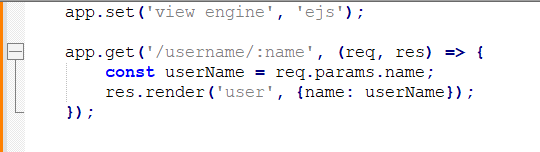 app.set('view engine', 'ejs');
app.get('/username/:name', (req, res) => {
const userName = req.params.name;
res.render('user', {name: userName});
});